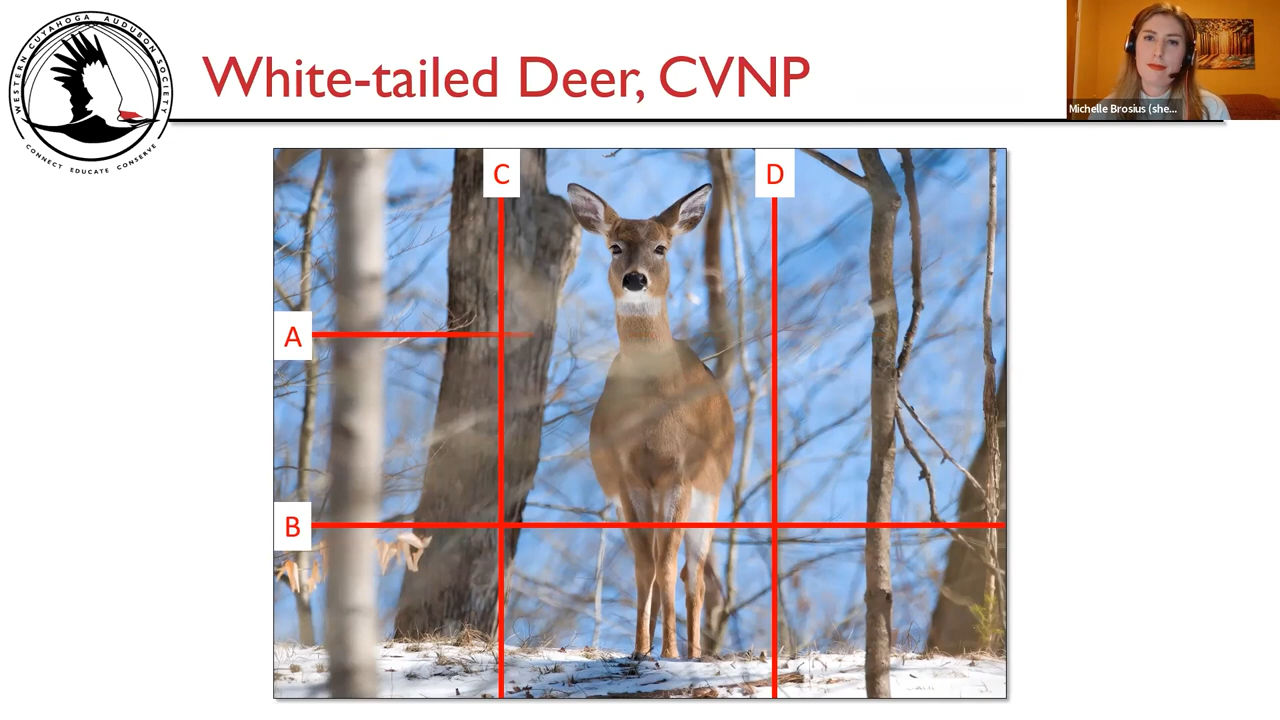 WESTERN CUYAHOGA AUDUBON SOCIETY
CONNECT EDUCATE CONSERVE
White-tailed Deer, CVNP
Michelle Brosius (she...
C
D
A
B